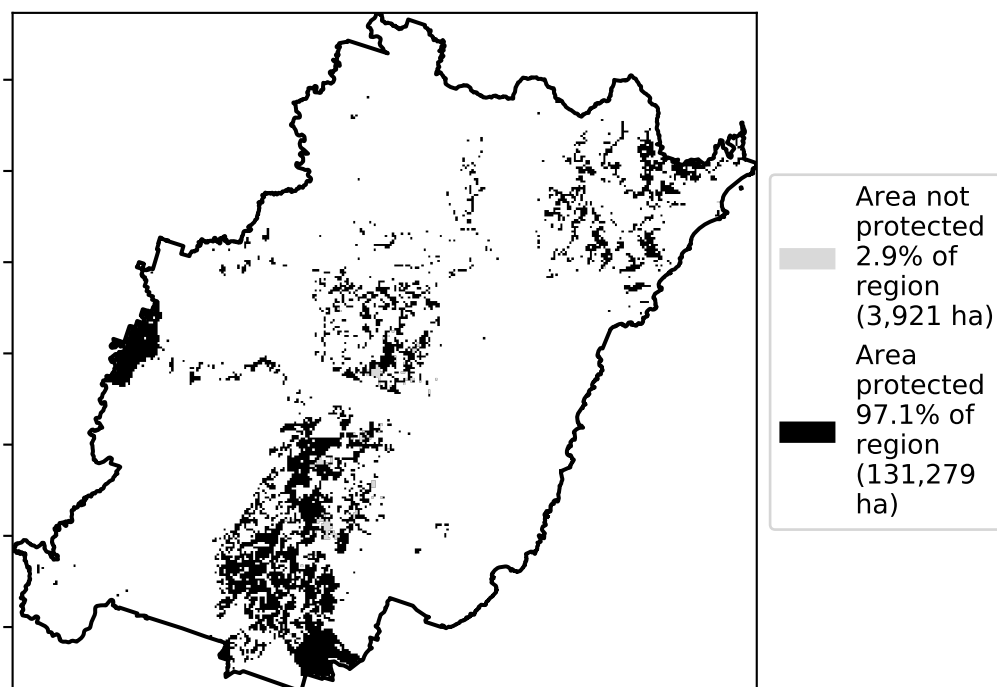 Area not
protected
2.9% of
region
(3,921 ha)
Area
protected
97.1% of
region
(131,279
ha)